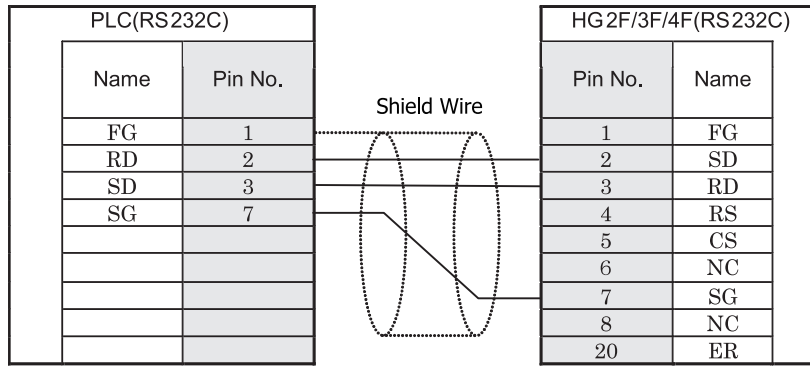 PLC(RS232C) HG2F/3F/4F(RS232C)
Name Pin No. Pin No. Name
Shield Wire
FG 1 1 FG
RD 2 2 SD
SD 3 3 RD
SG 7 4 RS
5 CS
6 NC
7 SG
8 NC
20 ER